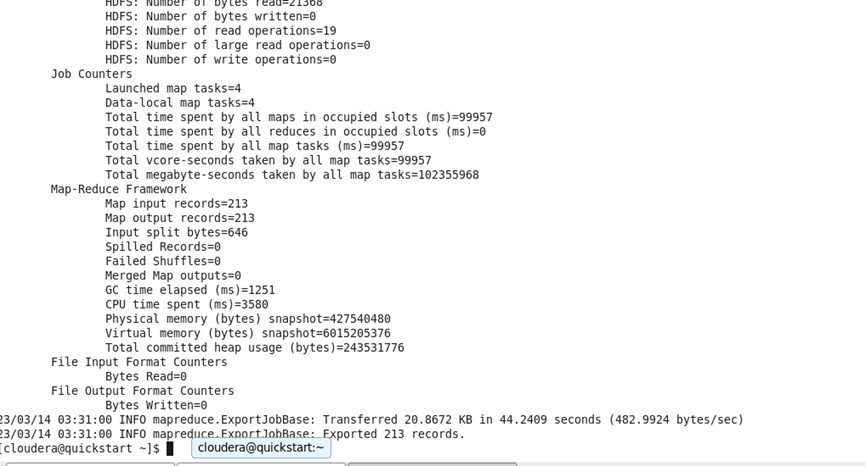 HDFS: Number of bytes read=21368
HDFS: Number of bytes written=0
HDFS: Number of read operations=19
HDFS: Number of large read operations=0
HDFS: Number of write operations=0
Job Counters
Launched map tasks=4
Data-local map tasks=4
Total time spent by all maps in occupied slots (ms)=99957
Total time spent by all reduces in occupied slots (ms)=0
Total time spent by all map tasks (ms)=99957
Total vcore-seconds taken by all map tasks=99957
Total megabyte-seconds taken by all map tasks=102355968
Map-Reduce Framework
Map input records=213
Map output records=213
Input split bytes=646
Spilled Records=0
Failed Shuffles=0
Merged Map outputs=0
GC time elapsed (ms)=1251
CPU time spent (ms)=3580
Physical memory (bytes) snapshot=427540480
Virtual memory (bytes) snapshot=6015205376
Total committed heap usage (bytes)=243531776
File Input Format Counters
Bytes Read=0
File Output Format Counters
Bytes Written=0
23/03/14 03:31:00 INFO mapreduce.ExportJobBase: Transferred 20.8672 KB in 44.2409 seconds (482.9924 bytes/sec)
23/03/14 03:31:00 INFO mapreduce.ExportJobBase: Exported 213 records.
[cloudera@quickstart ~]$ cloudera@quickstart:~